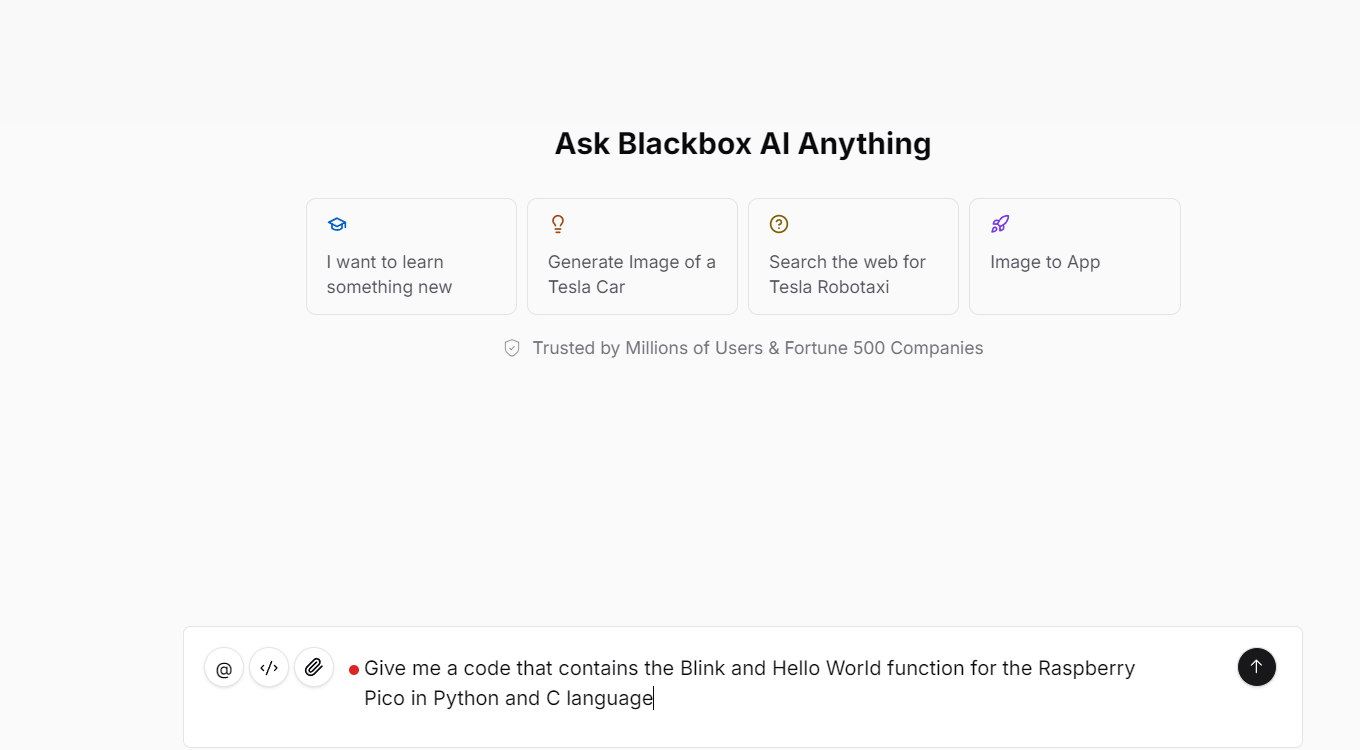 Ask Blackbox AI Anything
I want to learn
something new
Generate Image of a
Tesla Car
Search the web for
Tesla Robotaxi
Image to App
Trusted by Millions of Users & Fortune 500 Companies
@
</>
Give me a code that contains the Blink and Hello World function for the Raspberry
Pico in Python and C language